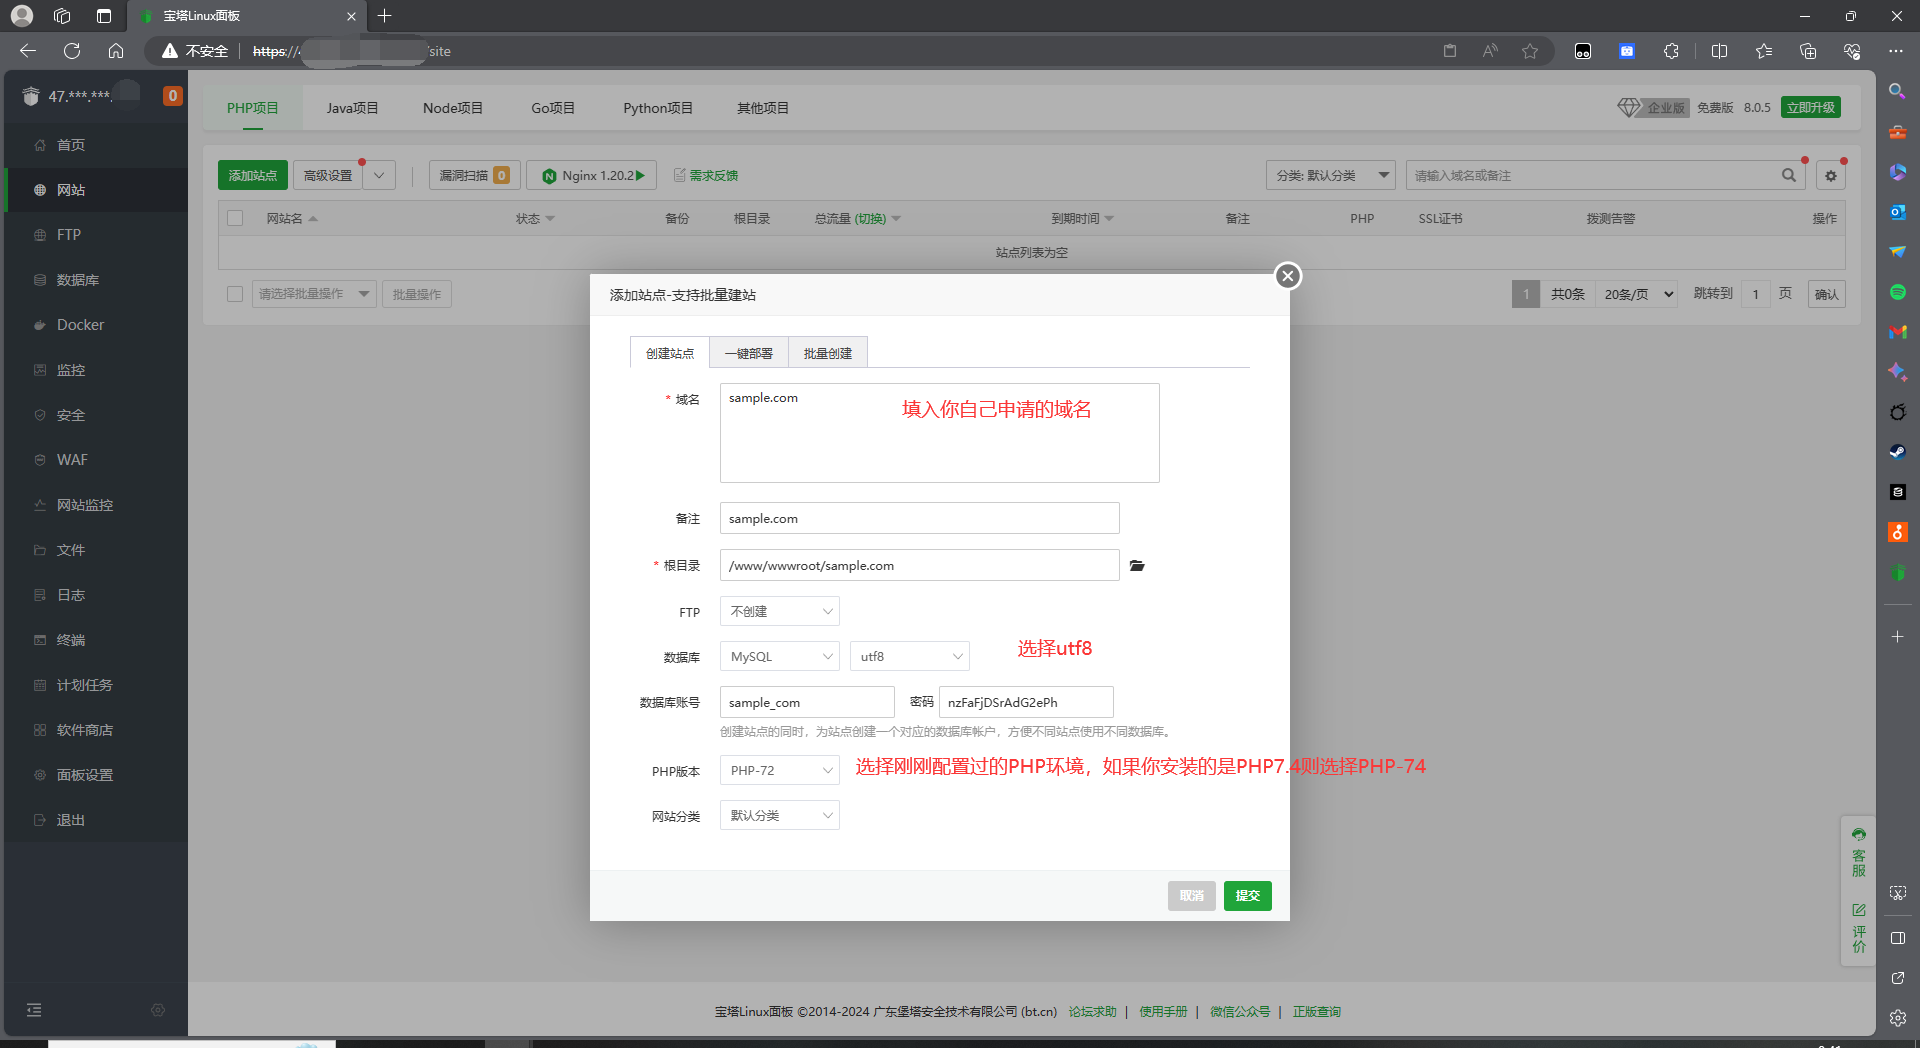 宝塔Linux面板
不安全
https://
/site
47.***.***.
0
首页
网站
FTP
数据库
Docker
监控
安全
WAF
网站监控
文件
日志
终端
计划任务
软件商店
面板设置
退出
PHP项目
Java项目
Node项目
Go项目
Python项目
其他项目
企业版
免费版
8.0.5
立即升级
添加站点
高级设置
漏洞扫描 0
Nginx 1.20.2
需求反馈
分类: 默认分类
请输入域名或备注
网站名
状态
备份
根目录
总流量 (切换)
到期时间
备注
PHP
SSL证书
拨测告警
操作
站点列表为空
请选择批量操作
批量操作
1
共0条
20条/页
跳转到
1
页
确认
添加站点-支持批量建站
创建站点
一键部署
批量创建
* 域名
sample.com
填入你自己申请的域名
备注
sample.com
* 根目录
/www/wwwroot/sample.com
FTP
不创建
数据库
MySQL
utf8
选择utf8
数据库账号
sample_com
密码
nzFaFjDSrAdG2ePh
创建站点的同时，为站点创建一个对应的数据库帐户，方便不同站点使用不同数据库。
PHP版本
PHP-72
选择刚刚配置过的PHP环境，如果你安装的是PHP7.4则选择PHP-74
网站分类
默认分类
取消
提交
客服
评价
宝塔Linux面板 ©2014-2024 广东堡塔安全技术有限公司 (bt.cn)
论坛求助 |
使用手册 |
微信公众号 |
正版查询